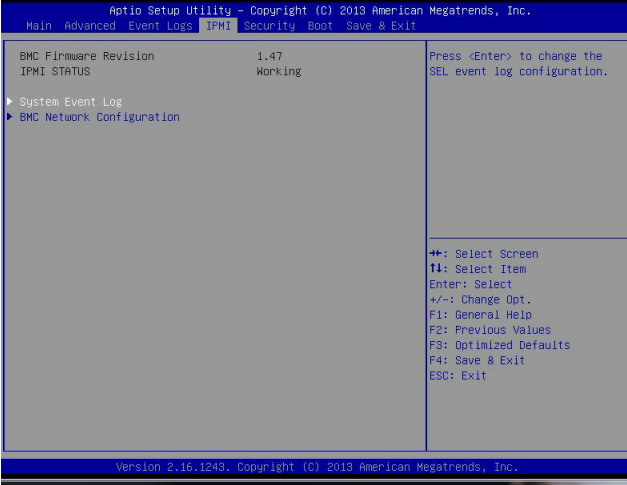 Aptio Setup Utility – Copyright (C) 2013 American Megatrends, Inc.
Main Advanced Event Logs IPMI Security Boot Save & Exit
BMC Firmware Revision 1.47
IPMI STATUS Working
System Event Log
BMC Network Configuration
Press <Enter> to change the
SEL event log configuration.
→←: Select Screen
↑↓: Select Item
Enter: Select
+/-: Change Opt.
F1: General Help
F2: Previous Values
F3: Optimized Defaults
F4: Save & Exit
ESC: Exit
Version 2.16.1243. Copyright (C) 2013 American Megatrends, Inc.